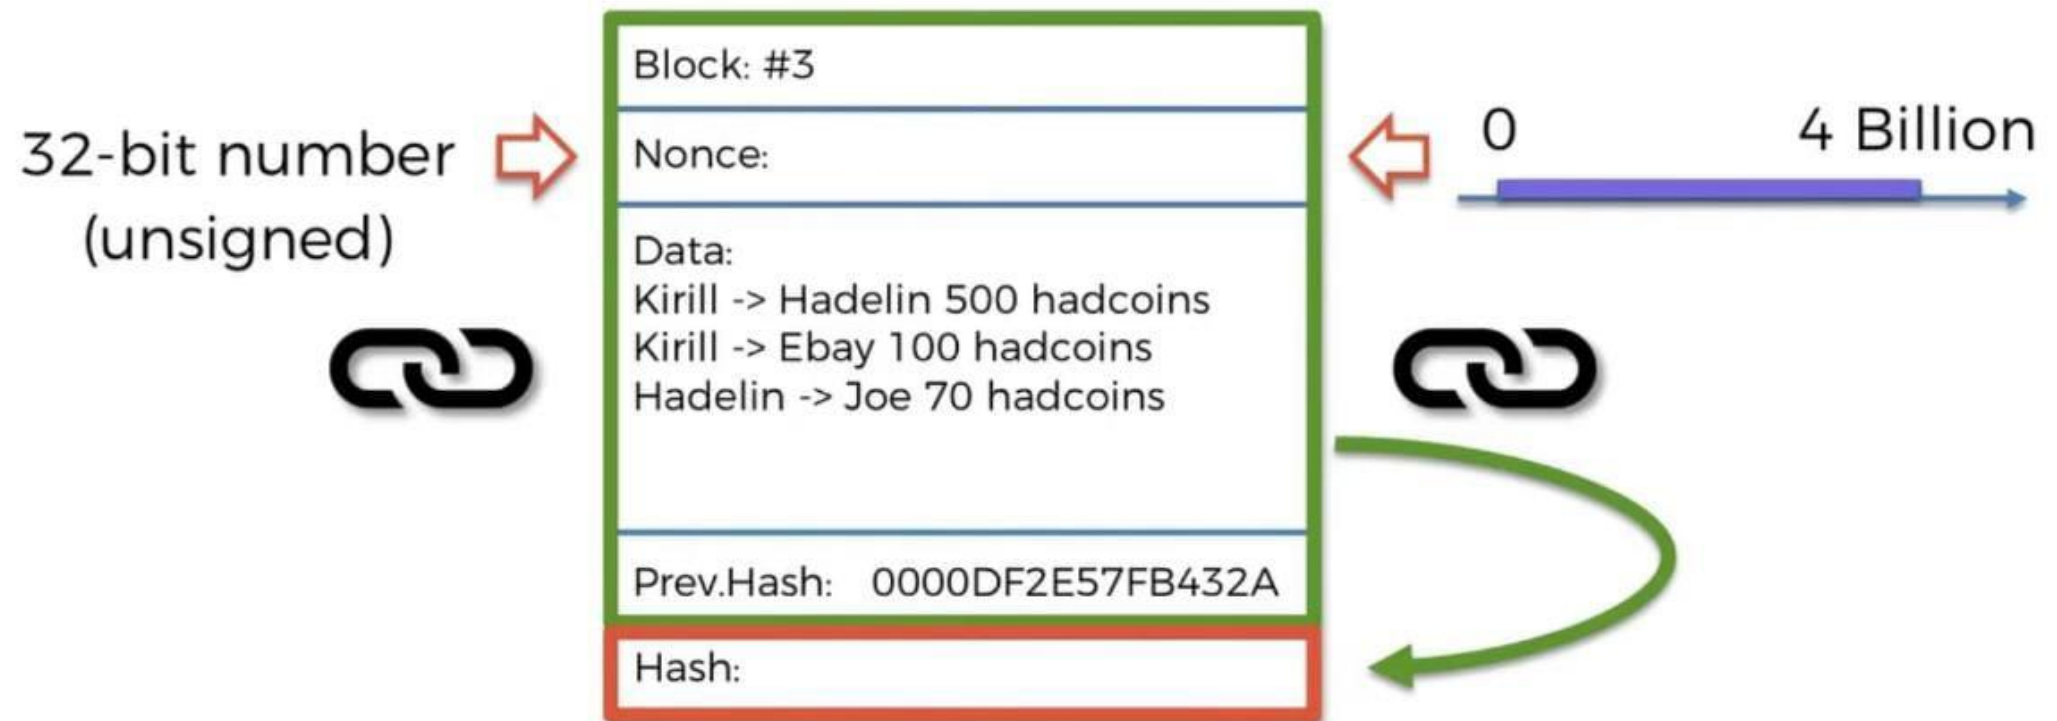 Block: #3
32-bit number
(unsigned)
Nonce:
0 4 Billion
Data:
Kirill -> Hadelin 500 hadcoins
Kirill -> Ebay 100 hadcoins
Hadelin -> Joe 70 hadcoins
Prev.Hash: 0000DF2E57FB432A
Hash: